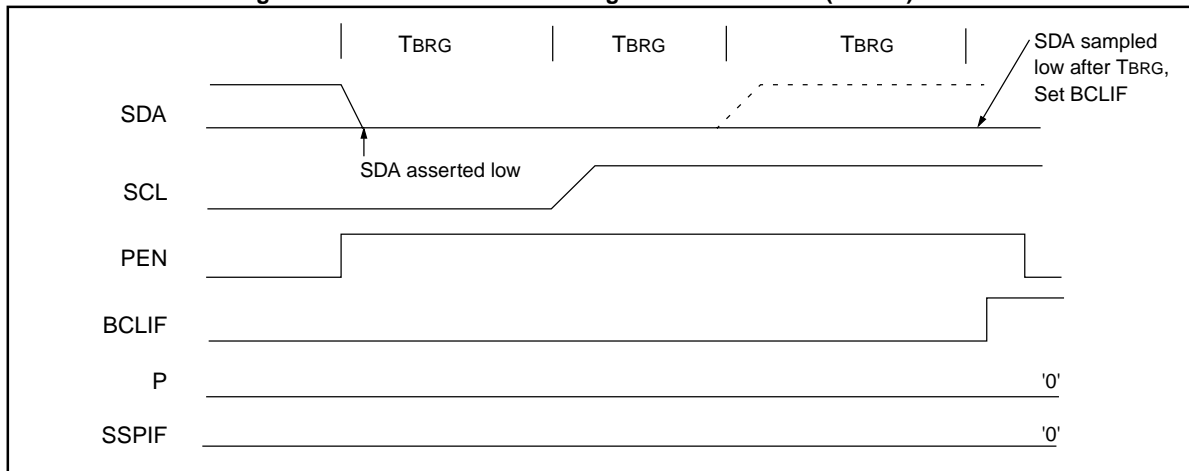 TBRG TBRG TBRG
SDA sampled
low after TBRG,
Set BCLIF
SDA
SDA asserted low
SCL
PEN
BCLIF
P '0'
SSPIF '0'